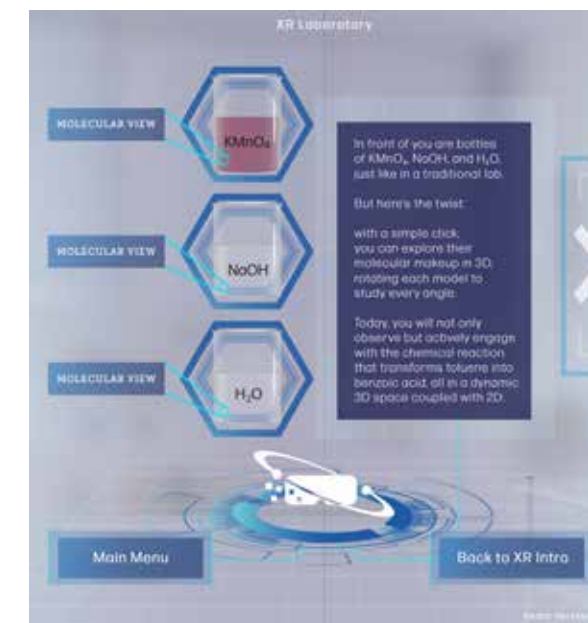 XR Laboratory
MOLECULAR VIEW
KMnO₄
MOLECULAR VIEW
NaOH
MOLECULAR VIEW
H₂O
In front of you are bottles
of KMnO₄, NaOH, and H₂O,
just like in a traditional lab.
But here's the twist:
with a simple click,
you can explore their
molecular makeup in 3D,
rotating each model to
study every angle.
Today, you will not only
observe but actively engage
with the chemical reaction
that transforms toluene into
benzoic acid, all in a dynamic
3D space coupled with 2D.
Main Menu
Back to XR Intro